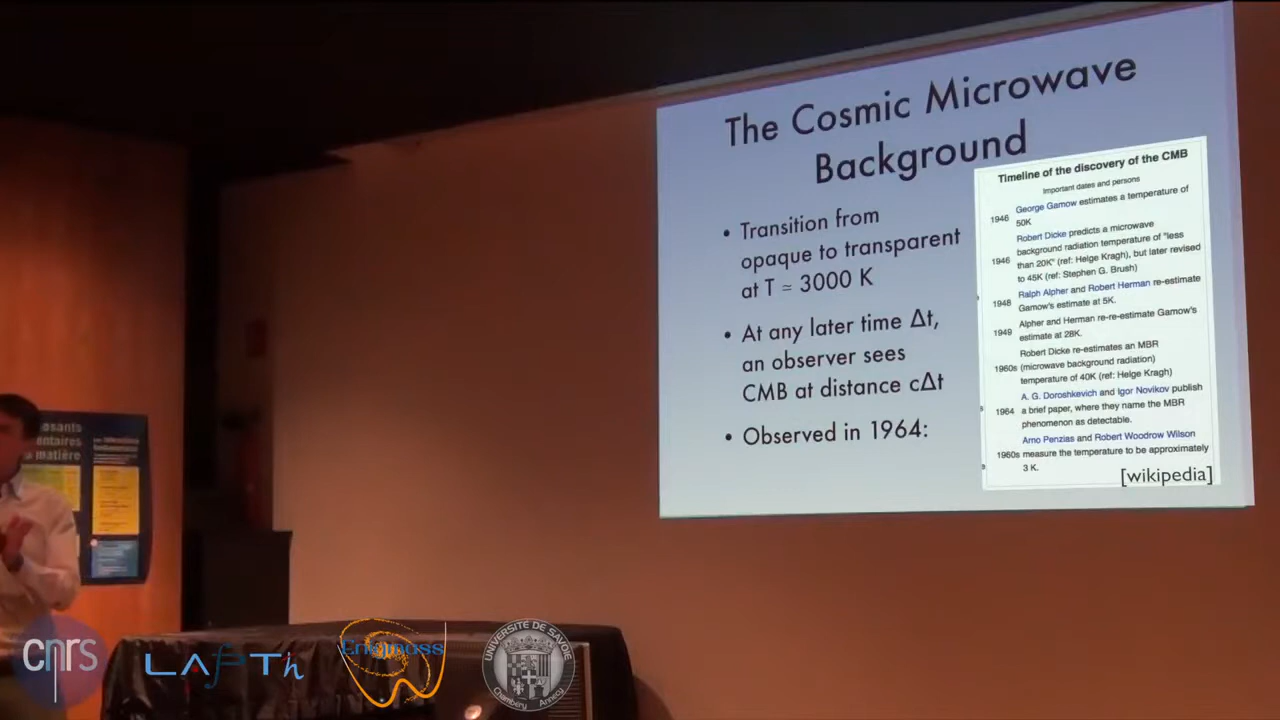 The Cosmic Microwave
Background
• Transition from
opaque to transparent
at T ≃ 3000 K
• At any later time Δt,
an observer sees
CMB at distance cΔt
• Observed in 1964:
Timeline of the discovery of the CMB
Important dates and persons
1946 George Gamow estimates a temperature of
50K
1946 Robert Dicke predicts a microwave
background radiation temperature of "less
than 20K" (ref: Helge Kragh), but later revised
to 45K (ref: Stephen G. Brush)
1948 Ralph Alpher and Robert Herman re-estimate
Gamow's estimate at 5K.
1949 Alpher and Herman re-re-estimate Gamow's
estimate at 28K.
Robert Dicke re-estimates an MBR
1960s (microwave background radiation)
temperature of 40K (ref: Helge Kragh)
A. G. Doroshkevich and Igor Novikov publish
1964 a brief paper, where they name the MBR
phenomenon as detectable.
Arno Penzias and Robert Woodrow Wilson
1960s measure the temperature to be approximately
3 K.
[wikipedia]
osants
entaires
matière
cnrs
LAPTh
Enigmass
UNIVERSITÉ DE SAVOIE
Chambéry Annecy